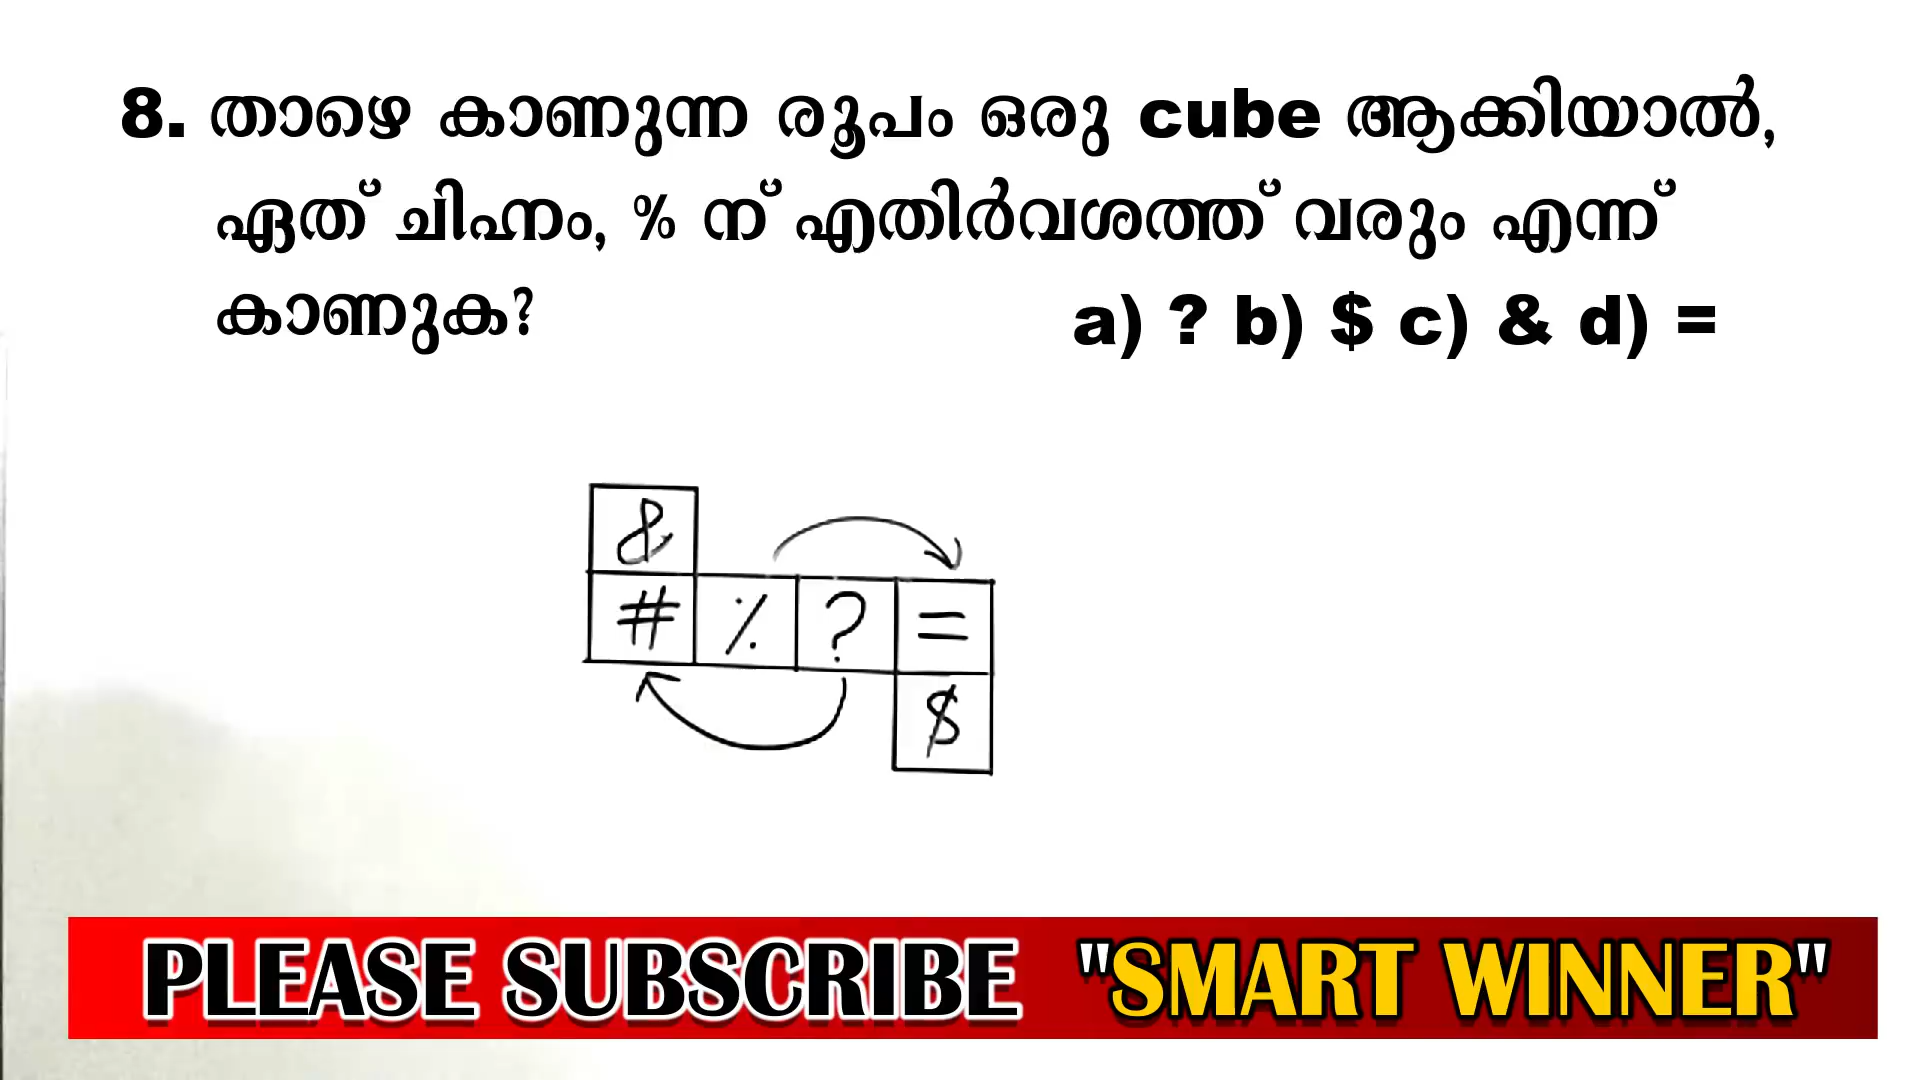 8. താഴെ കാണുന്ന രൂപം ഒരു cube ആക്കിയാൽ,
ഏത് ചിഹ്നം, % ന് എതിർവശത്ത് വരും എന്ന്
കാണുക? a) ? b) $ c) & d) =
&
# % ? =
$
PLEASE SUBSCRIBE "SMART WINNER"